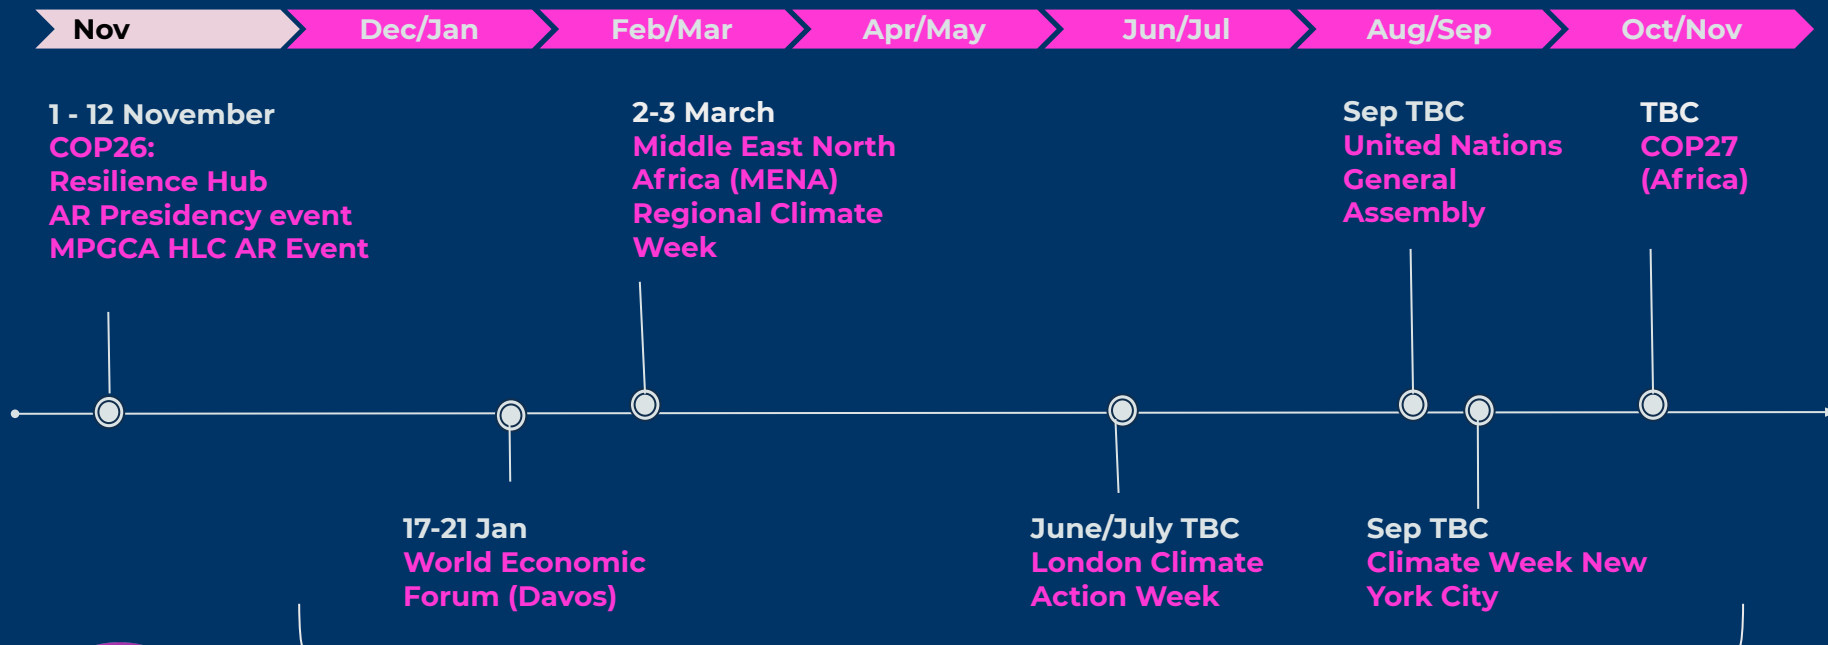 Nov
Dec/Jan
Feb/Mar
Apr/May
Jun/Jul
Aug/Sep
Oct/Nov
1 - 12 November
COP26:
Resilience Hub
AR Presidency event
MPGCA HLC AR Event
2-3 March
Middle East North
Africa (MENA)
Regional Climate
Week
Sep TBC
United Nations
General
Assembly
TBC
COP27
(Africa)
17-21 Jan
World Economic
Forum (Davos)
June/July TBC
London Climate
Action Week
Sep TBC
Climate Week New
York City